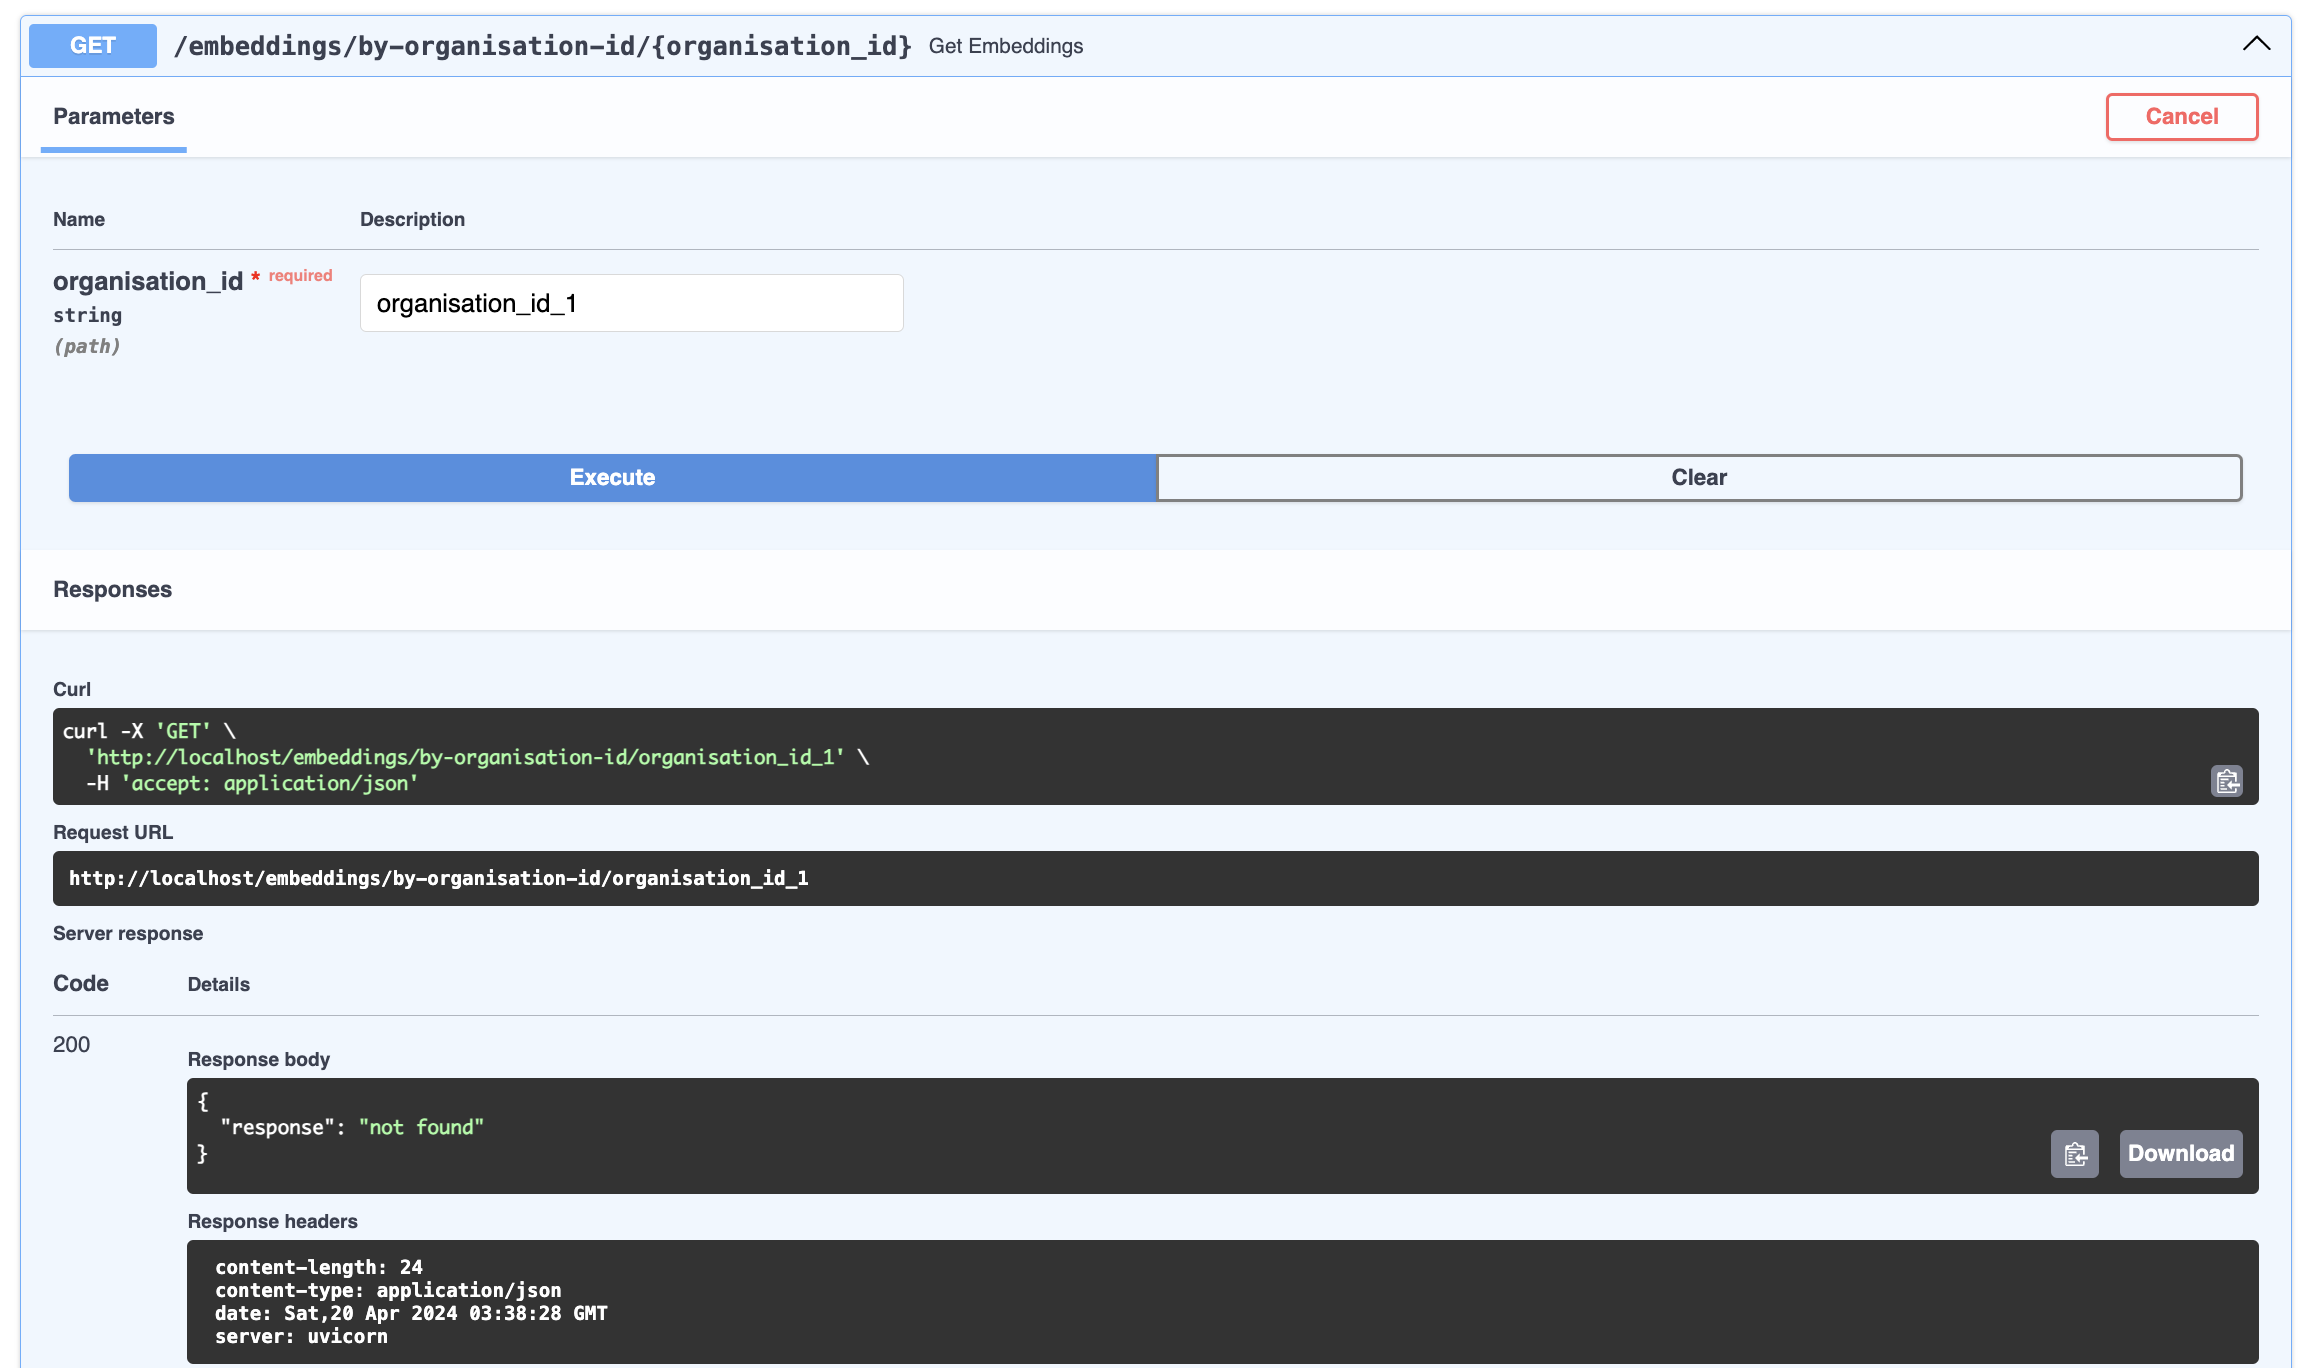 GET /embeddings/by-organisation-id/{organisation_id} Get Embeddings
Parameters
Cancel
Name Description
organisation_id * required
string
(path)
organisation_id_1
Execute Clear
Responses
Curl
curl -X 'GET' \
  'http://localhost/embeddings/by-organisation-id/organisation_id_1' \
  -H 'accept: application/json'
Request URL
http://localhost/embeddings/by-organisation-id/organisation_id_1
Server response
Code Details
200
Response body
{
  "response": "not found"
}
Download
Response headers
content-length: 24
content-type: application/json
date: Sat,20 Apr 2024 03:38:28 GMT
server: uvicorn